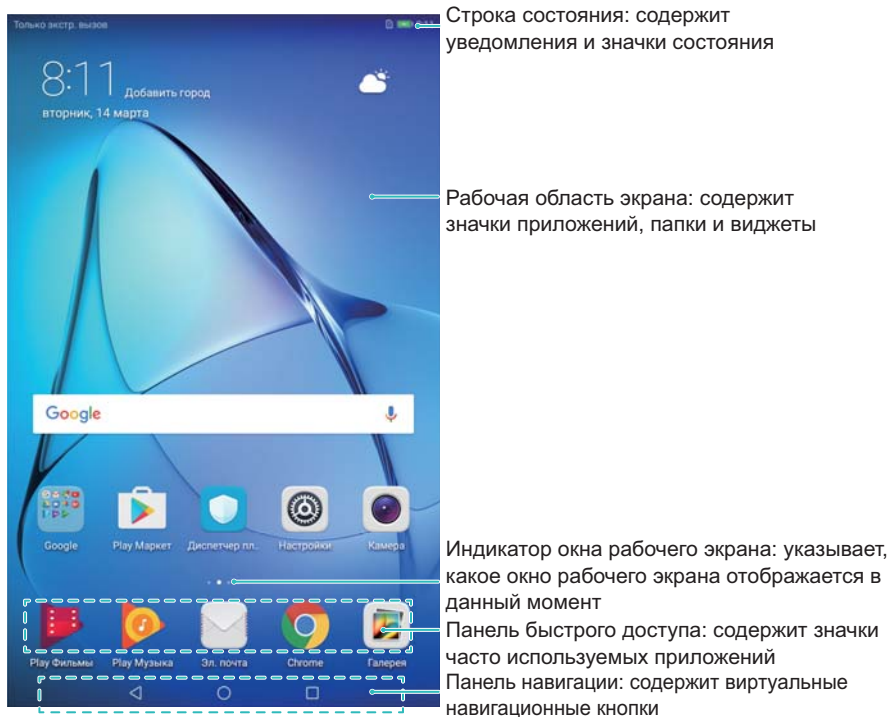 Только экстр. вызов
8:11
Добавить город
вторник, 14 марта
Google
Google
Play Маркет
Диспетчер пл..
Настройки
Камера
Play Фильмы
Play Музыка
Эл. почта
Chrome
Галерея
Строка состояния: содержит
уведомления и значки состояния
Рабочая область экрана: содержит
значки приложений, папки и виджеты
Индикатор окна рабочего экрана: указывает,
какое окно рабочего экрана отображается в
данный момент
Панель быстрого доступа: содержит значки
часто используемых приложений
Панель навигации: содержит виртуальные
навигационные кнопки